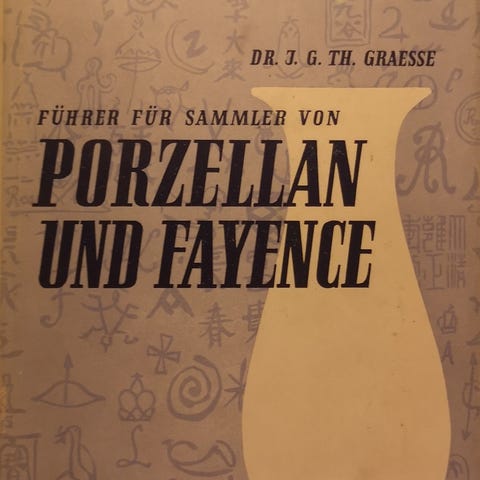 DR. J. G. TH. GRAESSE
FÜHRER FÜR SAMMLER VON
PORZELLAN
UND FAYENCE